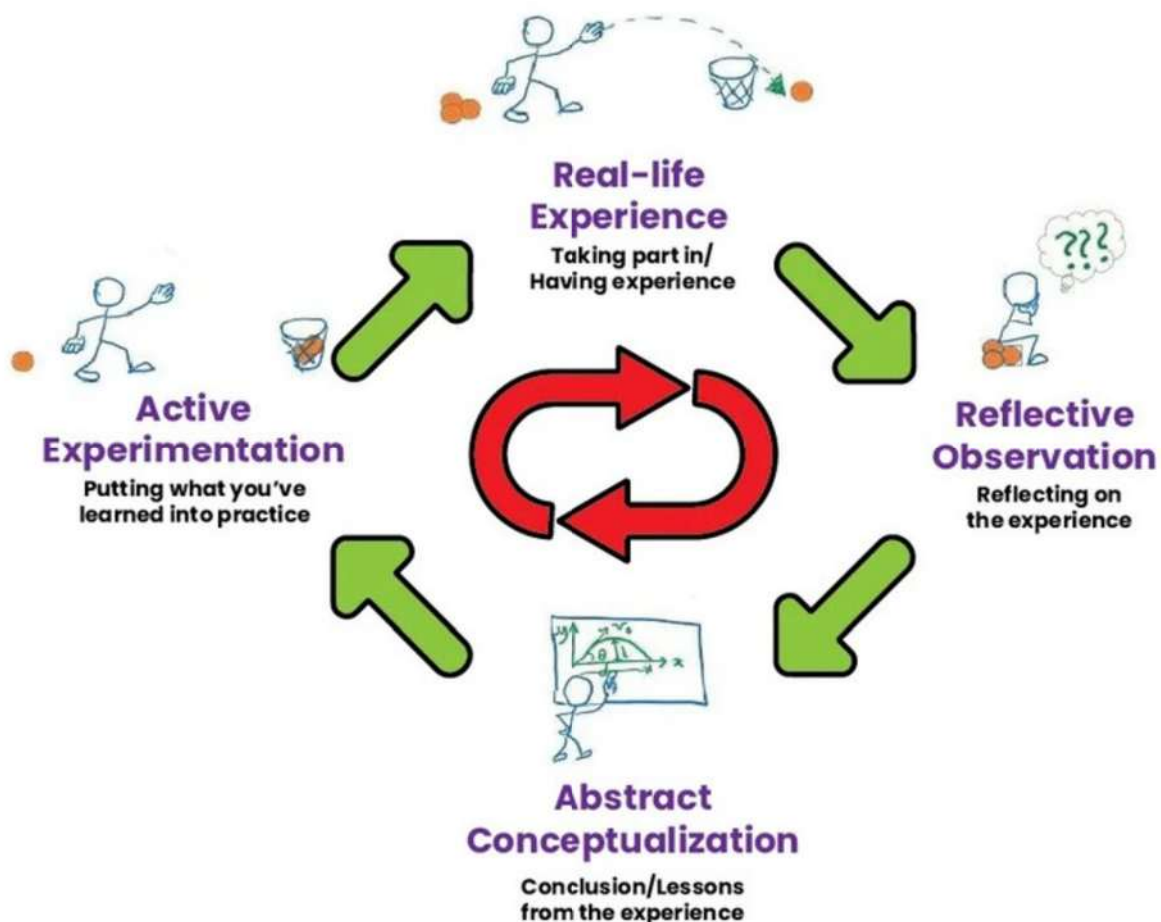 Real-life
Experience
Taking part in/
Having experience
???
Reflective
Observation
Reflecting on
the experience
Active
Experimentation
Putting what you've
learned into practice
y
θ
x
Abstract
Conceptualization
Conclusion/Lessons
from the experience